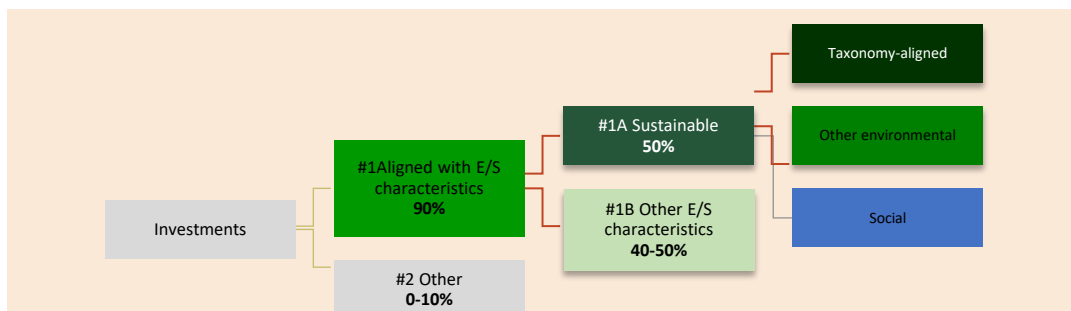 Investments
#1Aligned with E/S
characteristics
90%
#2 Other
0-10%
#1A Sustainable
50%
#1B Other E/S
characteristics
40-50%
Taxonomy-aligned
Other environmental
Social